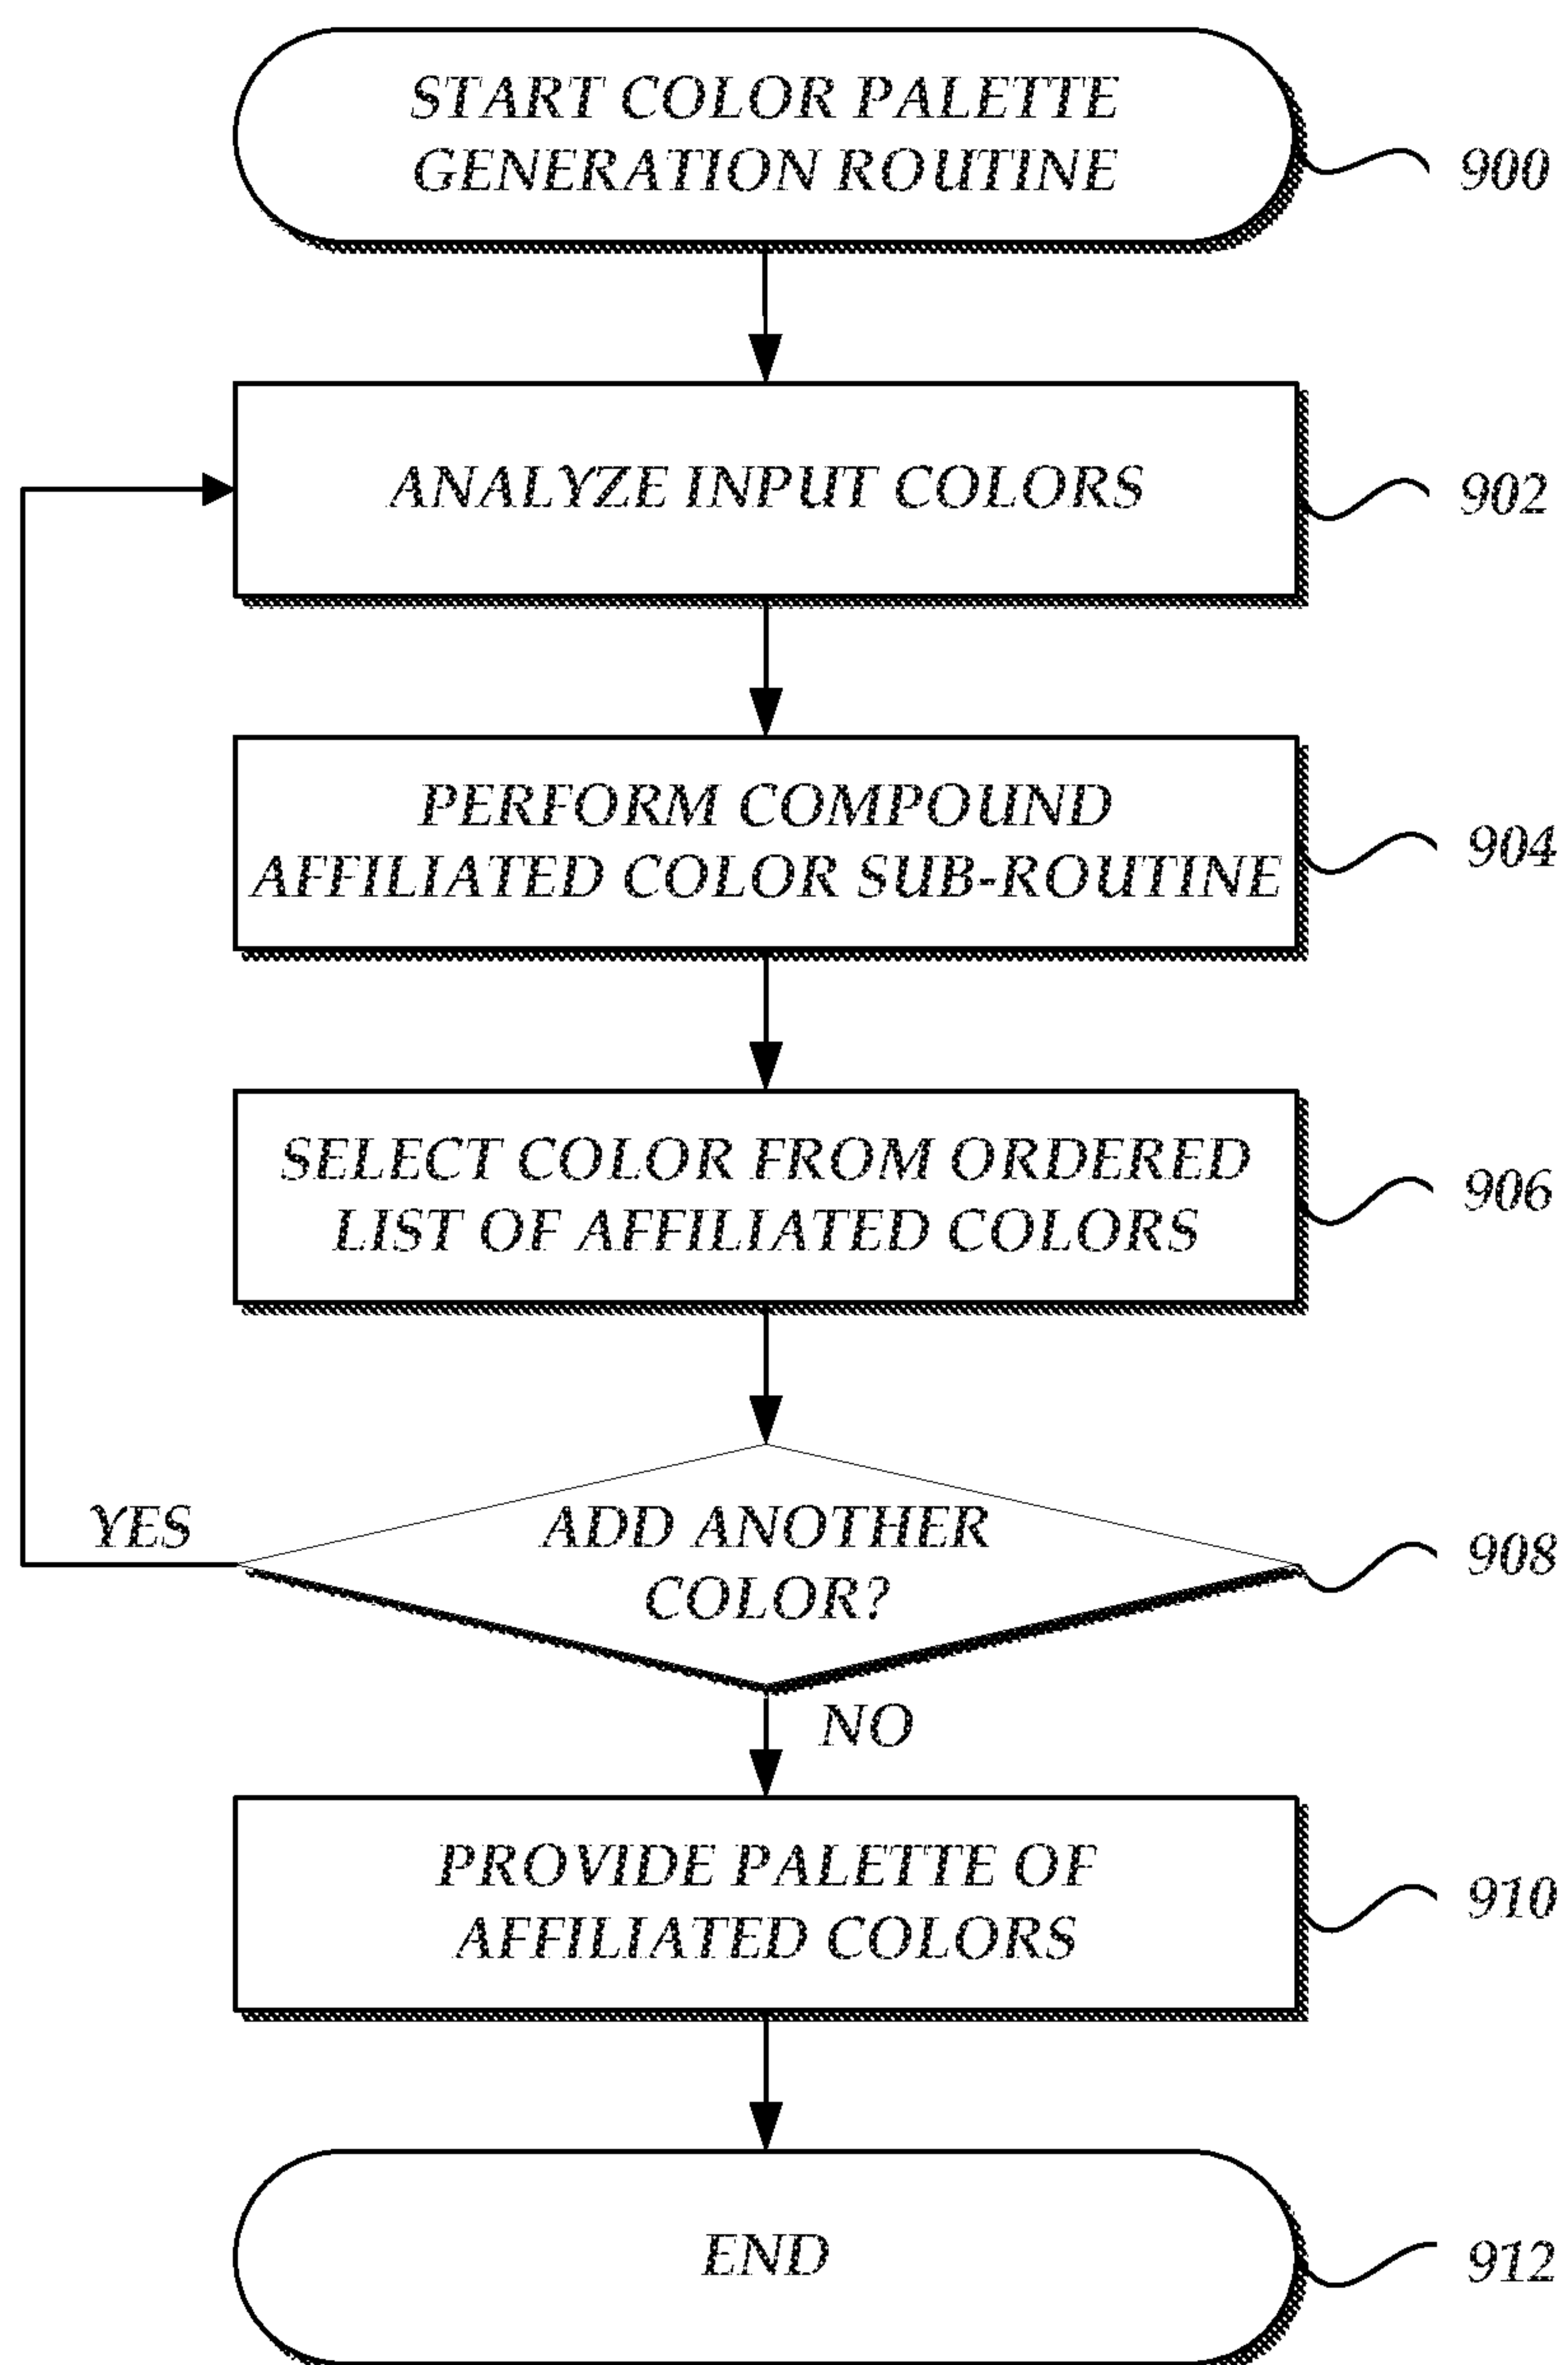 START COLOR PALETTE
GENERATION ROUTINE
900
ANALYZE INPUT COLORS
902
PERFORM COMPOUND
AFFILIATED COLOR SUB-ROUTINE
904
SELECT COLOR FROM ORDERED
LIST OF AFFILIATED COLORS
906
YES
ADD ANOTHER
COLOR?
908
NO
PROVIDE PALETTE OF
AFFILIATED COLORS
910
END
912